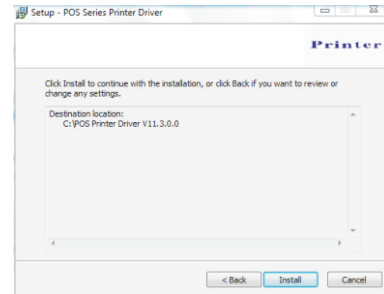 Setup - POS Series Printer Driver
Printer
Click Install to continue with the installation, or click Back if you want to review or
change any settings.
Destination location:
C:\POS Printer Driver V11.3.0.0
< Back
Install
Cancel